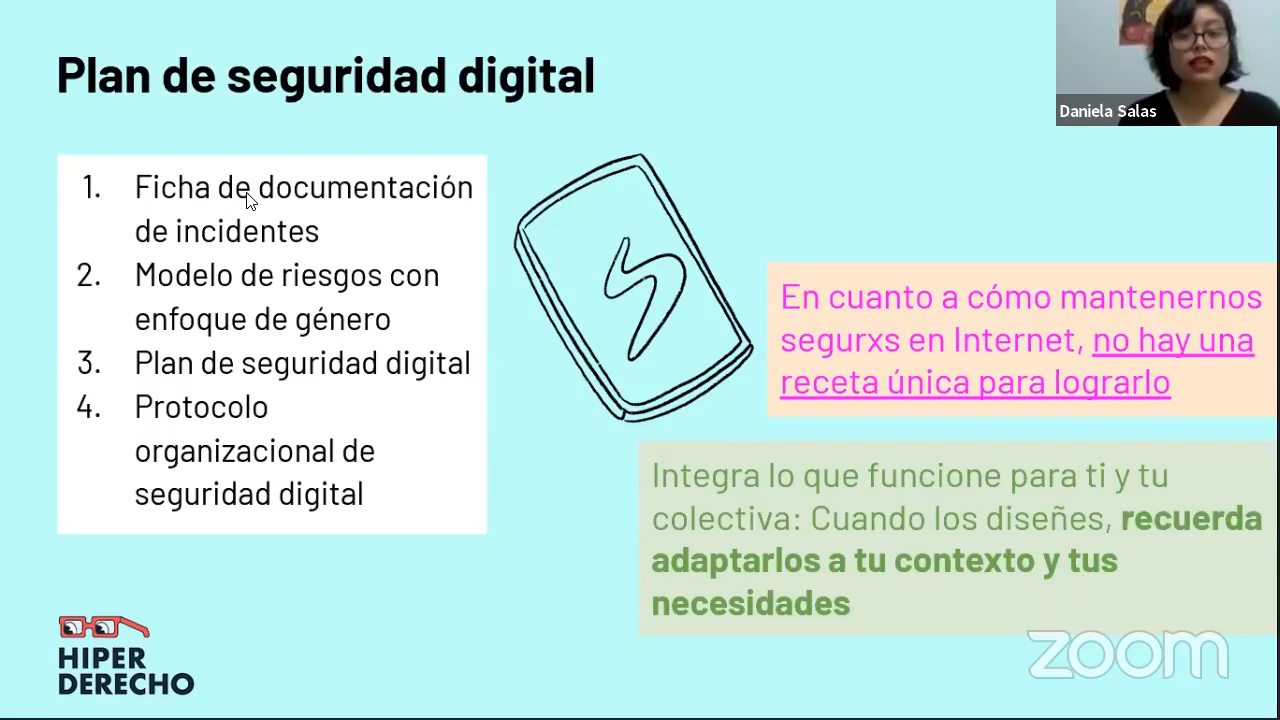 Plan de seguridad digital
Daniela Salas
1. Ficha de documentación
de incidentes
2. Modelo de riesgos con
enfoque de género
3. Plan de seguridad digital
4. Protocolo
organizacional de
seguridad digital
En cuanto a cómo mantenernos
segurxs en Internet, no hay una
receta única para lograrlo
Integra lo que funcione para ti y tu
colectiva: Cuando los diseñes, recuerda
adaptarlos a tu contexto y tus
necesidades
HIPER
DERECHO
zoom